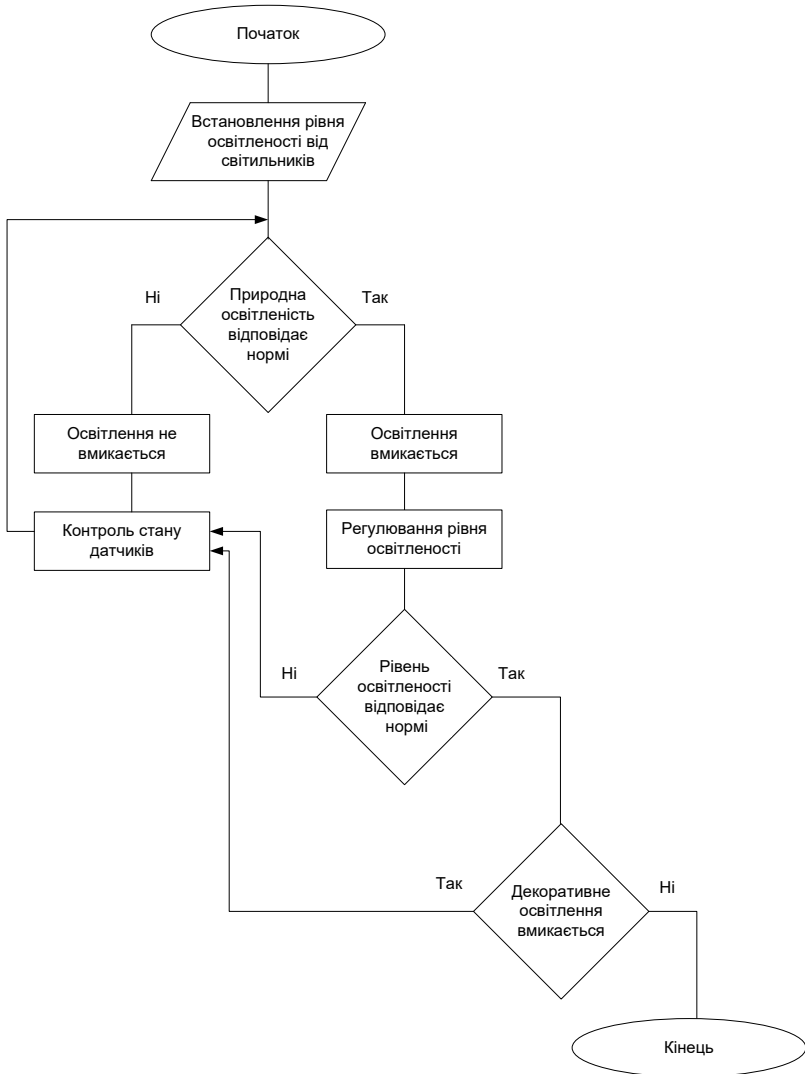 Початок
Встановлення рівня
освітленості від
світильників
Ні
Так
Природна
освітленість
відповідає
нормі
Освітлення не
вмикається
Освітлення
вмикається
Контроль стану
датчиків
Регулювання рівня
освітленості
Ні
Так
Рівень
освітленості
відповідає
нормі
Так
Ні
Декоративне
освітлення
вмикається
Кінець